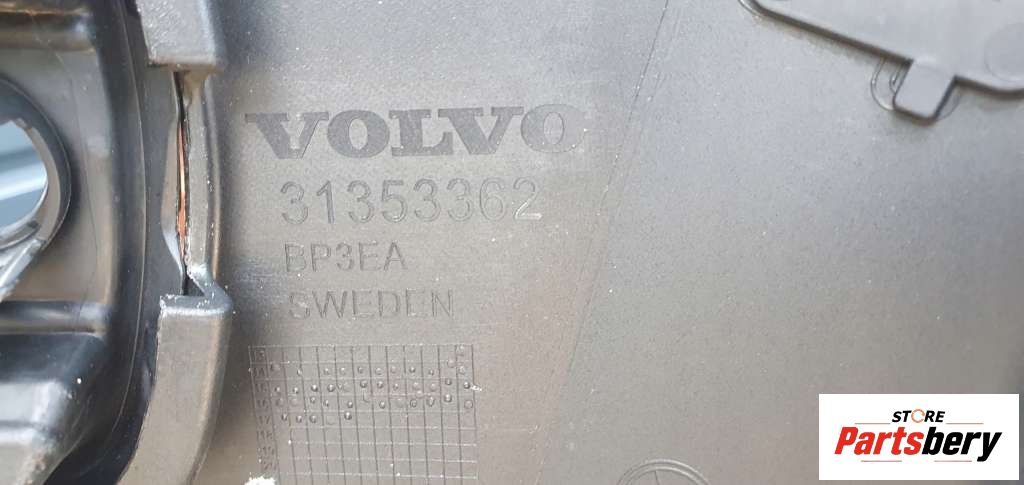 VOLVO
31353362
BP3EA
SWEDEN
STORE
Partsbery